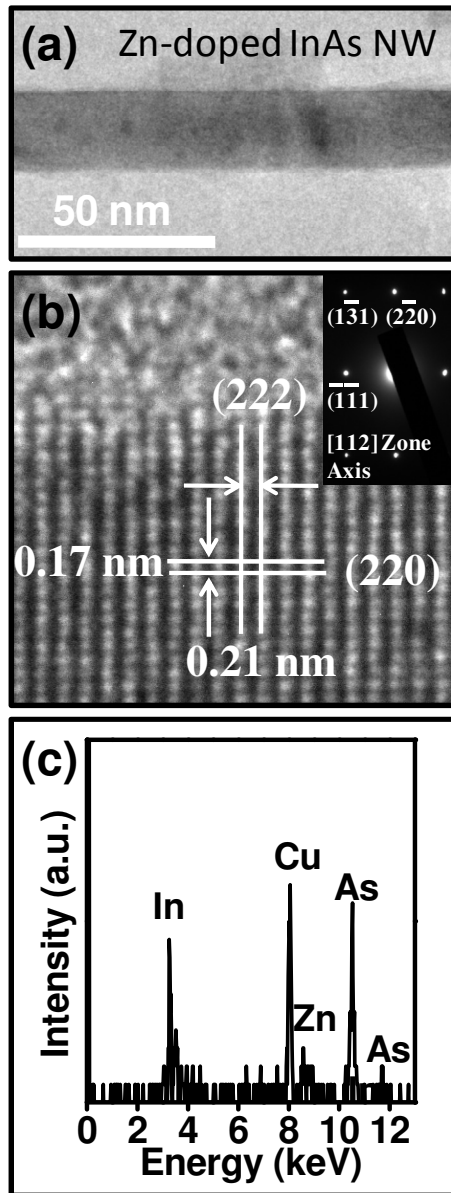 (a) Zn-doped InAs NW
50 nm
(b)
(13̅1) (22̅0)
(1̅1̅1)
[112] Zone
Axis
(222)
0.17 nm
(220)
0.21 nm
(c)
Intensity (a.u.)
In
Cu
Zn
As
As
0 2 4 6 8 10 12
Energy (keV)